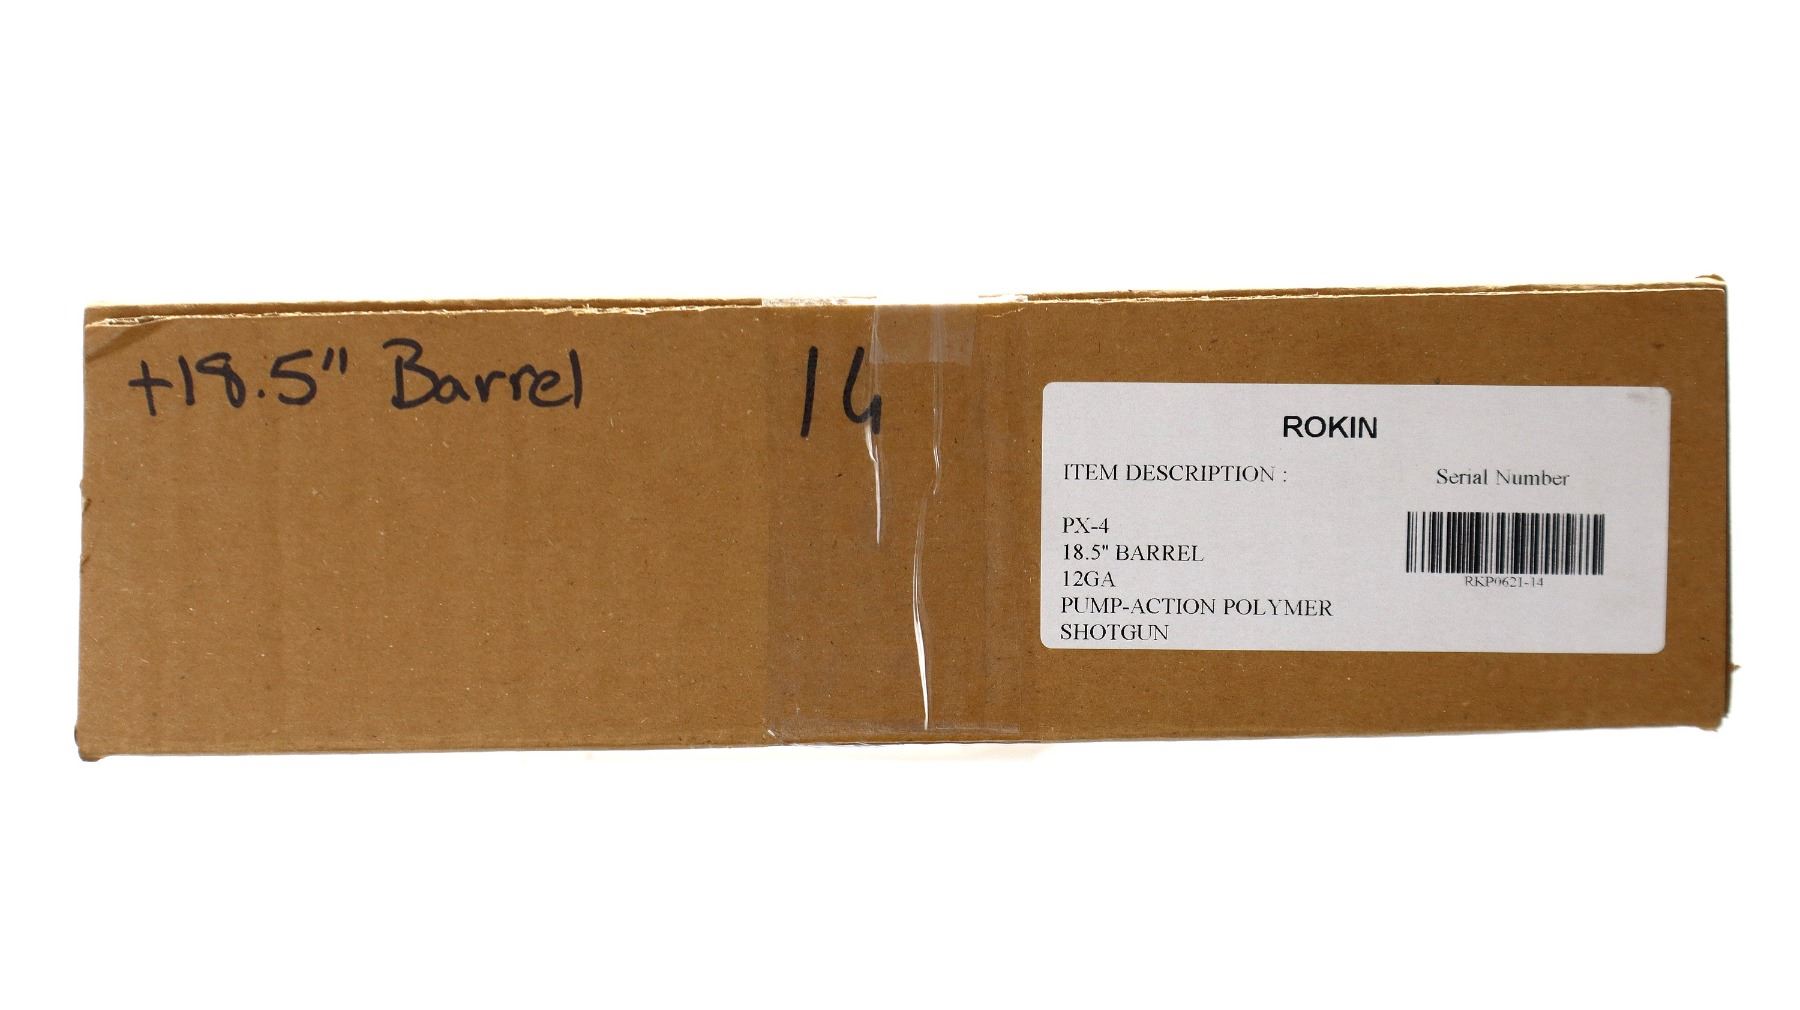 +18.5" Barrel
14
ROKIN
ITEM DESCRIPTION :
Serial Number
PX-4
18.5" BARREL
12GA
PUMP-ACTION POLYMER
SHOTGUN
RKP0621-14